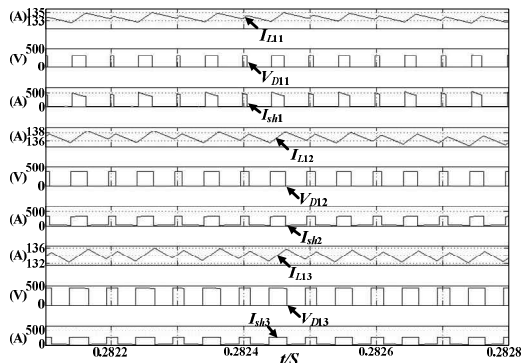 (A) 135
33
I_L11
(V) 500
0
V_D11
(A) 500
0
I_sh1
(A) 138
136
I_L12
(V) 500
0
V_D12
(A) 500
0
I_sh2
(A) 136
132
I_L13
(V) 500
0
V_D13
(A) 500
0
I_sh3
0.2822 0.2824 0.2826 0.2828
t/S